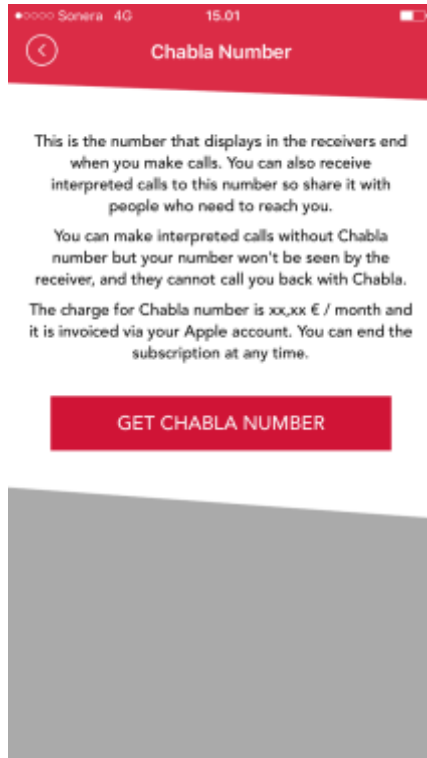 Sonera 4G 15.01
Chabla Number
This is the number that displays in the receivers end
when you make calls. You can also receive
interpreted calls to this number so share it with
people who need to reach you.
You can make interpreted calls without Chabla
number but your number won't be seen by the
receiver, and they cannot call you back with Chabla.
The charge for Chabla number is xx,xx € / month and
it is invoiced via your Apple account. You can end the
subscription at any time.
GET CHABLA NUMBER